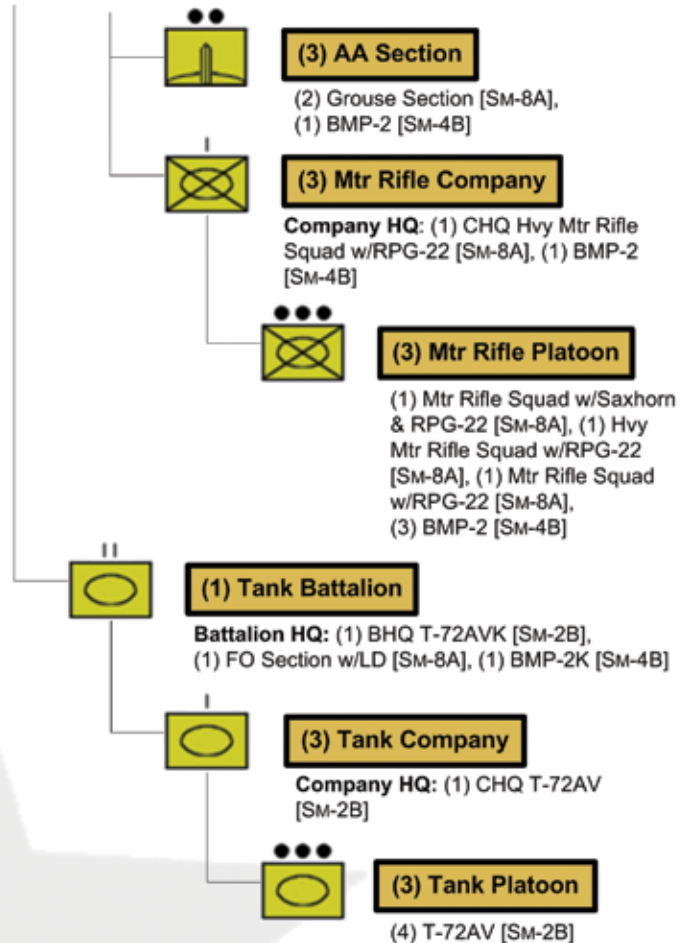 (3) AA Section
(2) Grouse Section [SM-8A],
(1) BMP-2 [SM-4B]
(3) Mtr Rifle Company
Company HQ: (1) CHQ Hvy Mtr Rifle
Squad w/RPG-22 [SM-8A], (1) BMP-2
[SM-4B]
(3) Mtr Rifle Platoon
(1) Mtr Rifle Squad w/Saxhorn
& RPG-22 [SM-8A], (1) Hvy
Mtr Rifle Squad w/RPG-22
[SM-8A], (1) Mtr Rifle Squad
w/RPG-22 [SM-8A],
(3) BMP-2 [SM-4B]
(1) Tank Battalion
Battalion HQ: (1) BHQ T-72AVK [SM-2B],
(1) FO Section w/LD [SM-8A], (1) BMP-2K [SM-4B]
(3) Tank Company
Company HQ: (1) CHQ T-72AV
[SM-2B]
(3) Tank Platoon
(4) T-72AV [SM-2B]